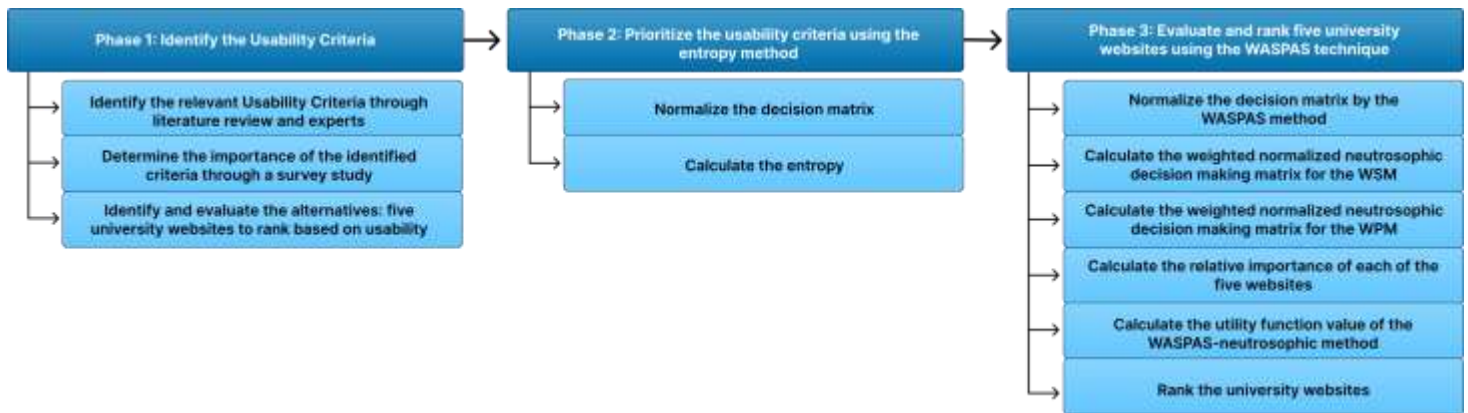 Phase 1: Identify the Usability Criteria
Identify the relevant Usability Criteria through
literature review and experts
Determine the importance of the identified
criteria through a survey study
Identify and evaluate the alternatives: five
university websites to rank based on usability
Phase 2: Prioritize the usability criteria using the
entropy method
Normalize the decision matrix
Calculate the entropy
Phase 3: Evaluate and rank five university
websites using the WASPAS technique
Normalize the decision matrix by the
WASPAS method
Calculate the weighted normalized neutrosophic
decision making matrix for the WSM
Calculate the weighted normalized neutrosophic
decision making matrix for the WPM
Calculate the relative importance of each of the
five websites
Calculate the utility function value of the
WASPAS-neutrosophic method
Rank the university websites